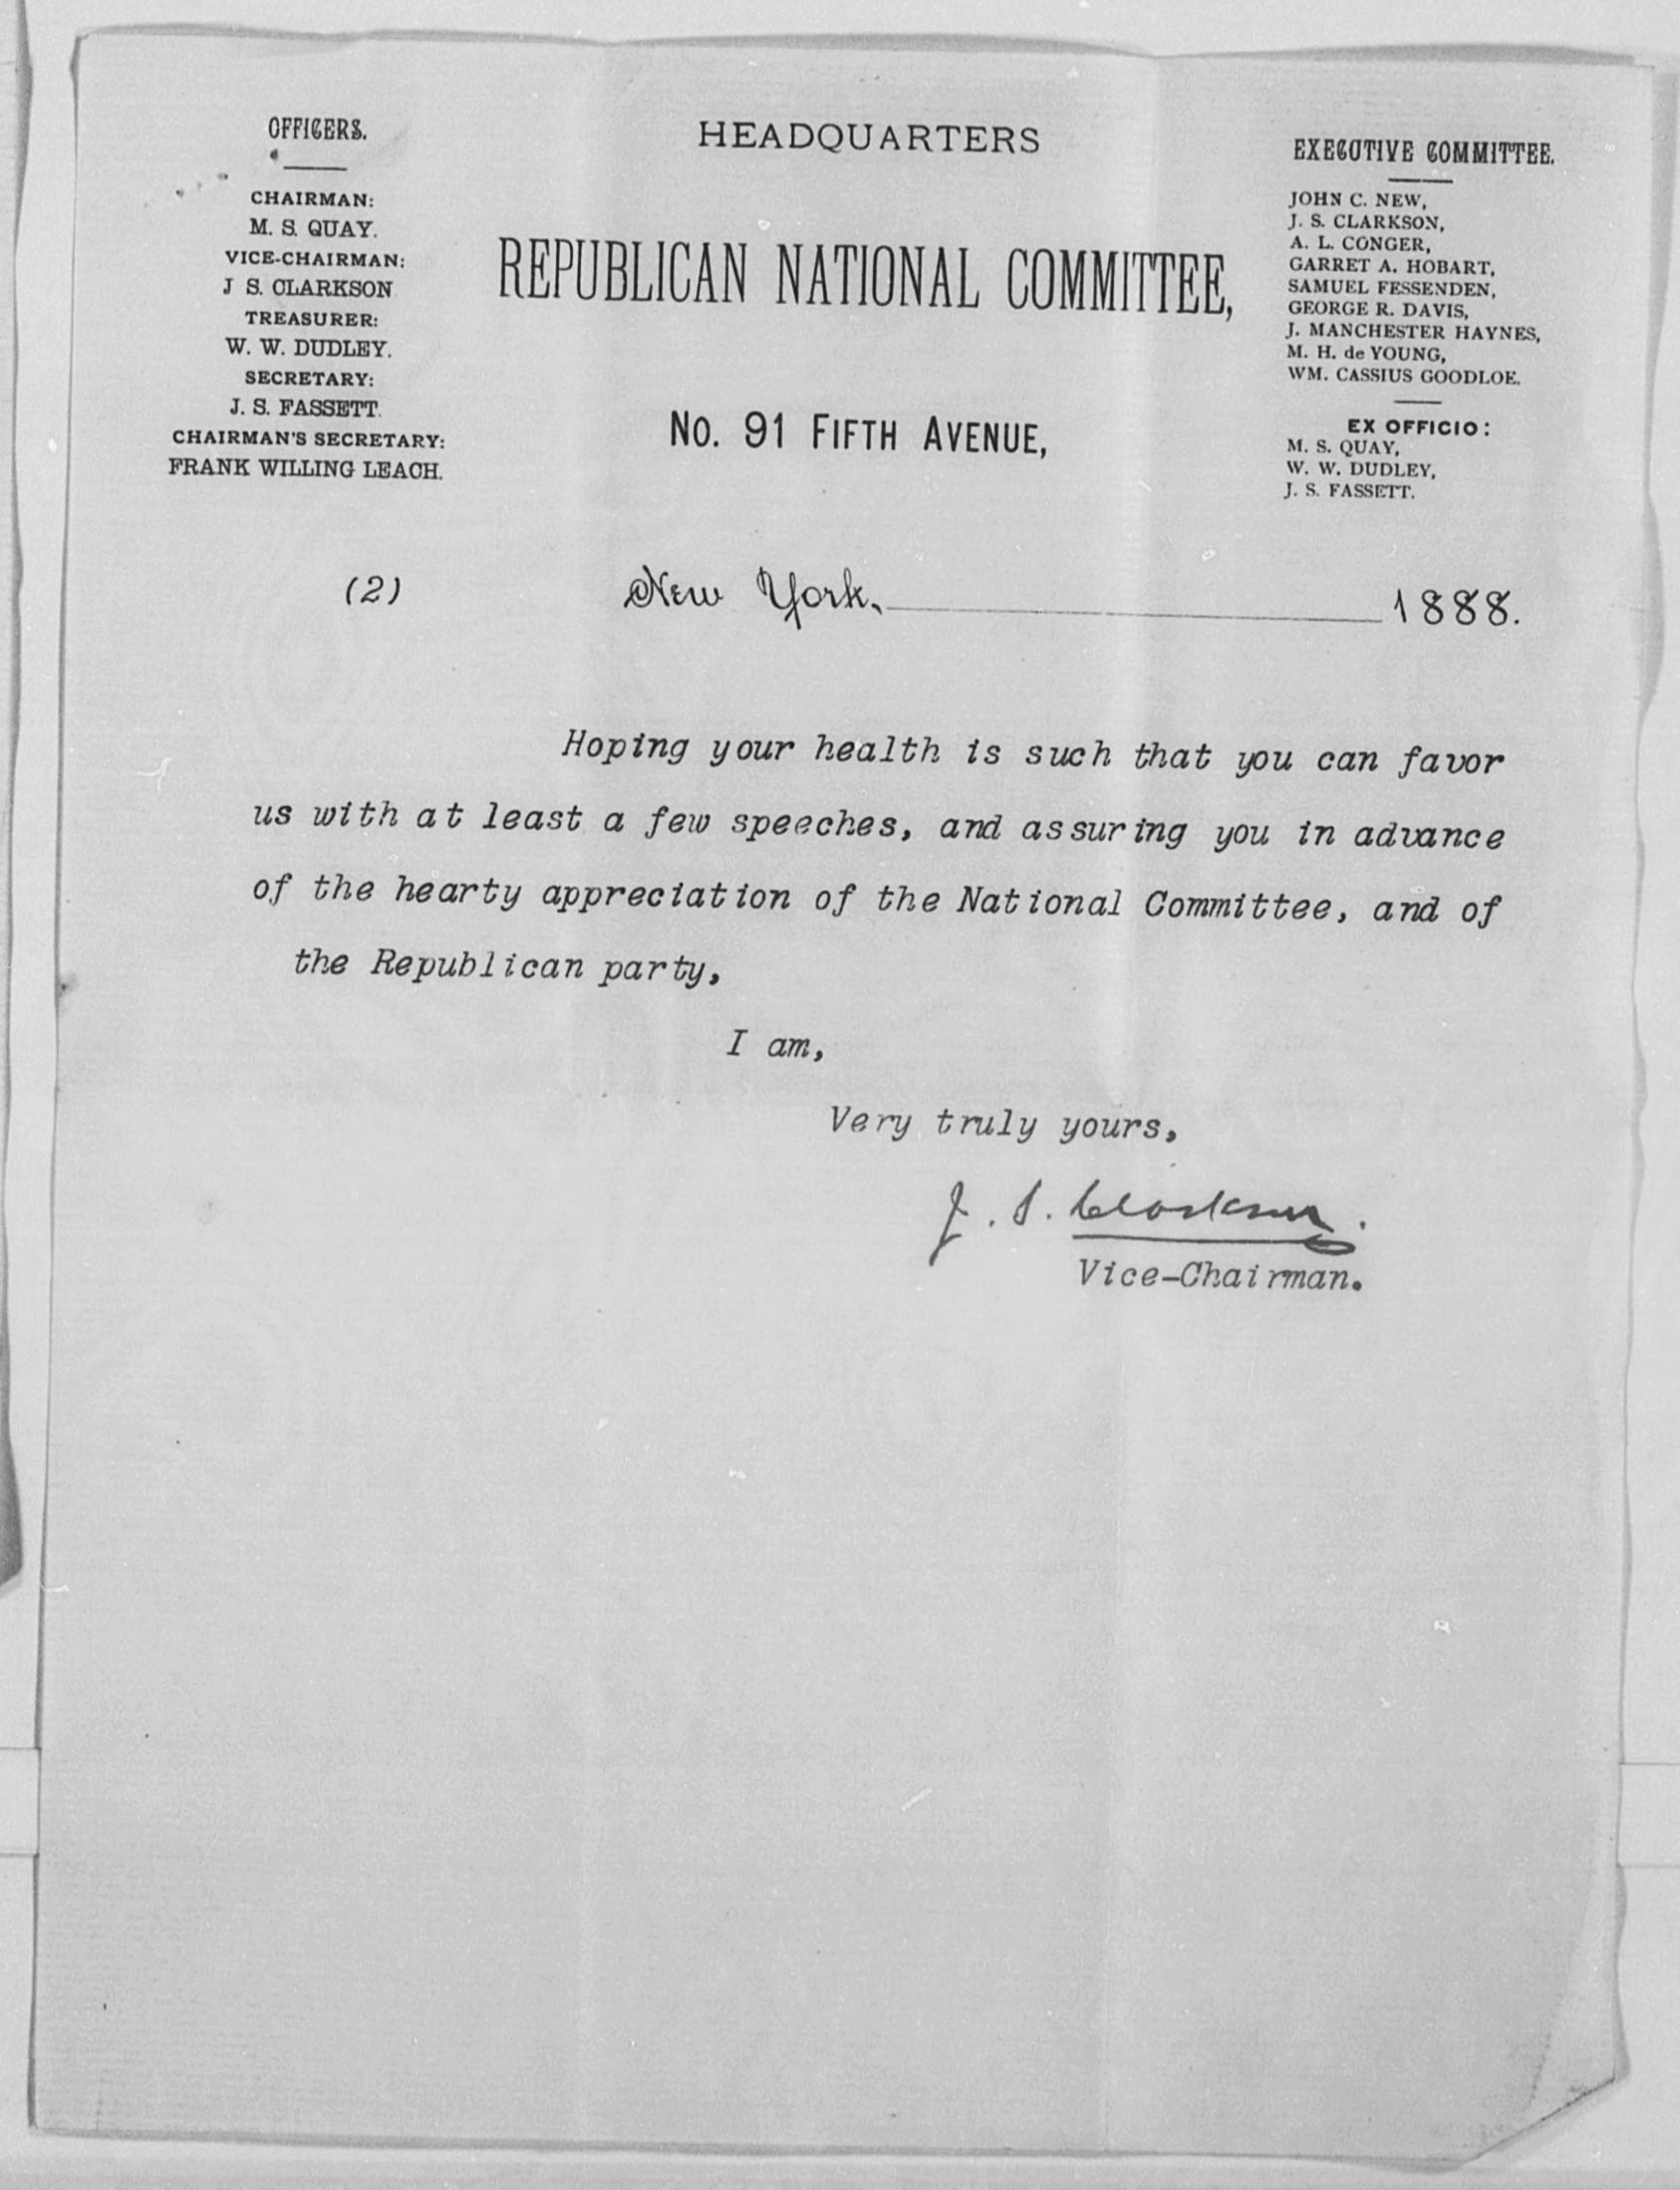 OFFICERS.
CHAIRMAN:
M. S. QUAY.
VICE-CHAIRMAN:
J S. CLARKSON
TREASURER:
W. W. DUDLEY.
SECRETARY:
J. S. FASSETT.
CHAIRMAN'S SECRETARY:
FRANK WILLING LEACH.
HEADQUARTERS
REPUBLICAN NATIONAL COMMITTEE,
No. 91 FIFTH AVENUE,
EXECUTIVE COMMITTEE.
JOHN C. NEW,
J. S. CLARKSON,
A. L. CONGER,
GARRET A. HOBART,
SAMUEL FESSENDEN,
GEORGE R. DAVIS,
J. MANCHESTER HAYNES,
M. H. de YOUNG,
WM. CASSIUS GOODLOE.
EX OFFICIO:
M. S. QUAY,
W. W. DUDLEY,
J. S. FASSETT.
(2) New York, 1888.
Hoping your health is such that you can favor
us with at least a few speeches, and assuring you in advance
of the hearty appreciation of the National Committee, and of
the Republican party,
I am,
Very truly yours,
J. S. Clarkson.
Vice-Chairman.